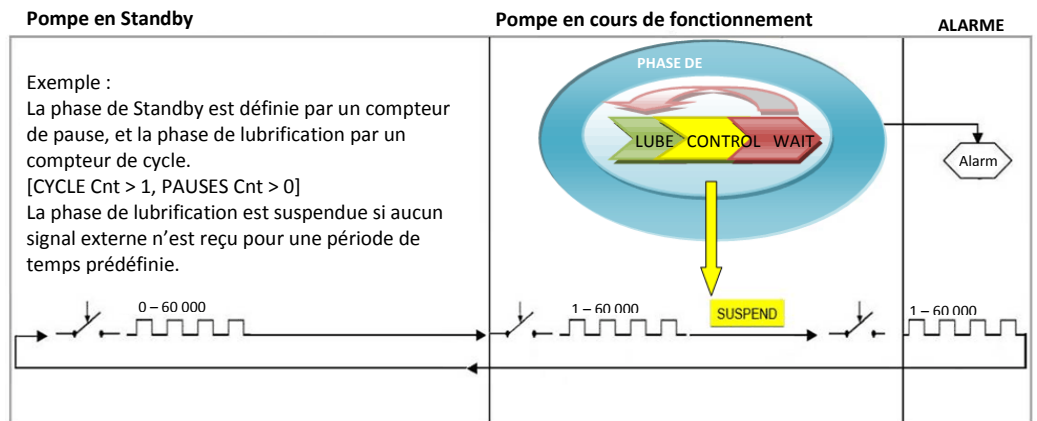 Pompe en Standby
Pompe en cours de fonctionnement
ALARME
Exemple :
La phase de Standby est définie par un compteur
de pause, et la phase de lubrification par un
compteur de cycle.
[CYCLE Cnt > 1, PAUSES Cnt > 0]
La phase de lubrification est suspendue si aucun
signal externe n’est reçu pour une période de
temps prédéfinie.
PHASE DE
LUBE CONTROL WAIT
Alarm
SUSPEND
0 – 60 000
1 – 60 000
1 – 60 000